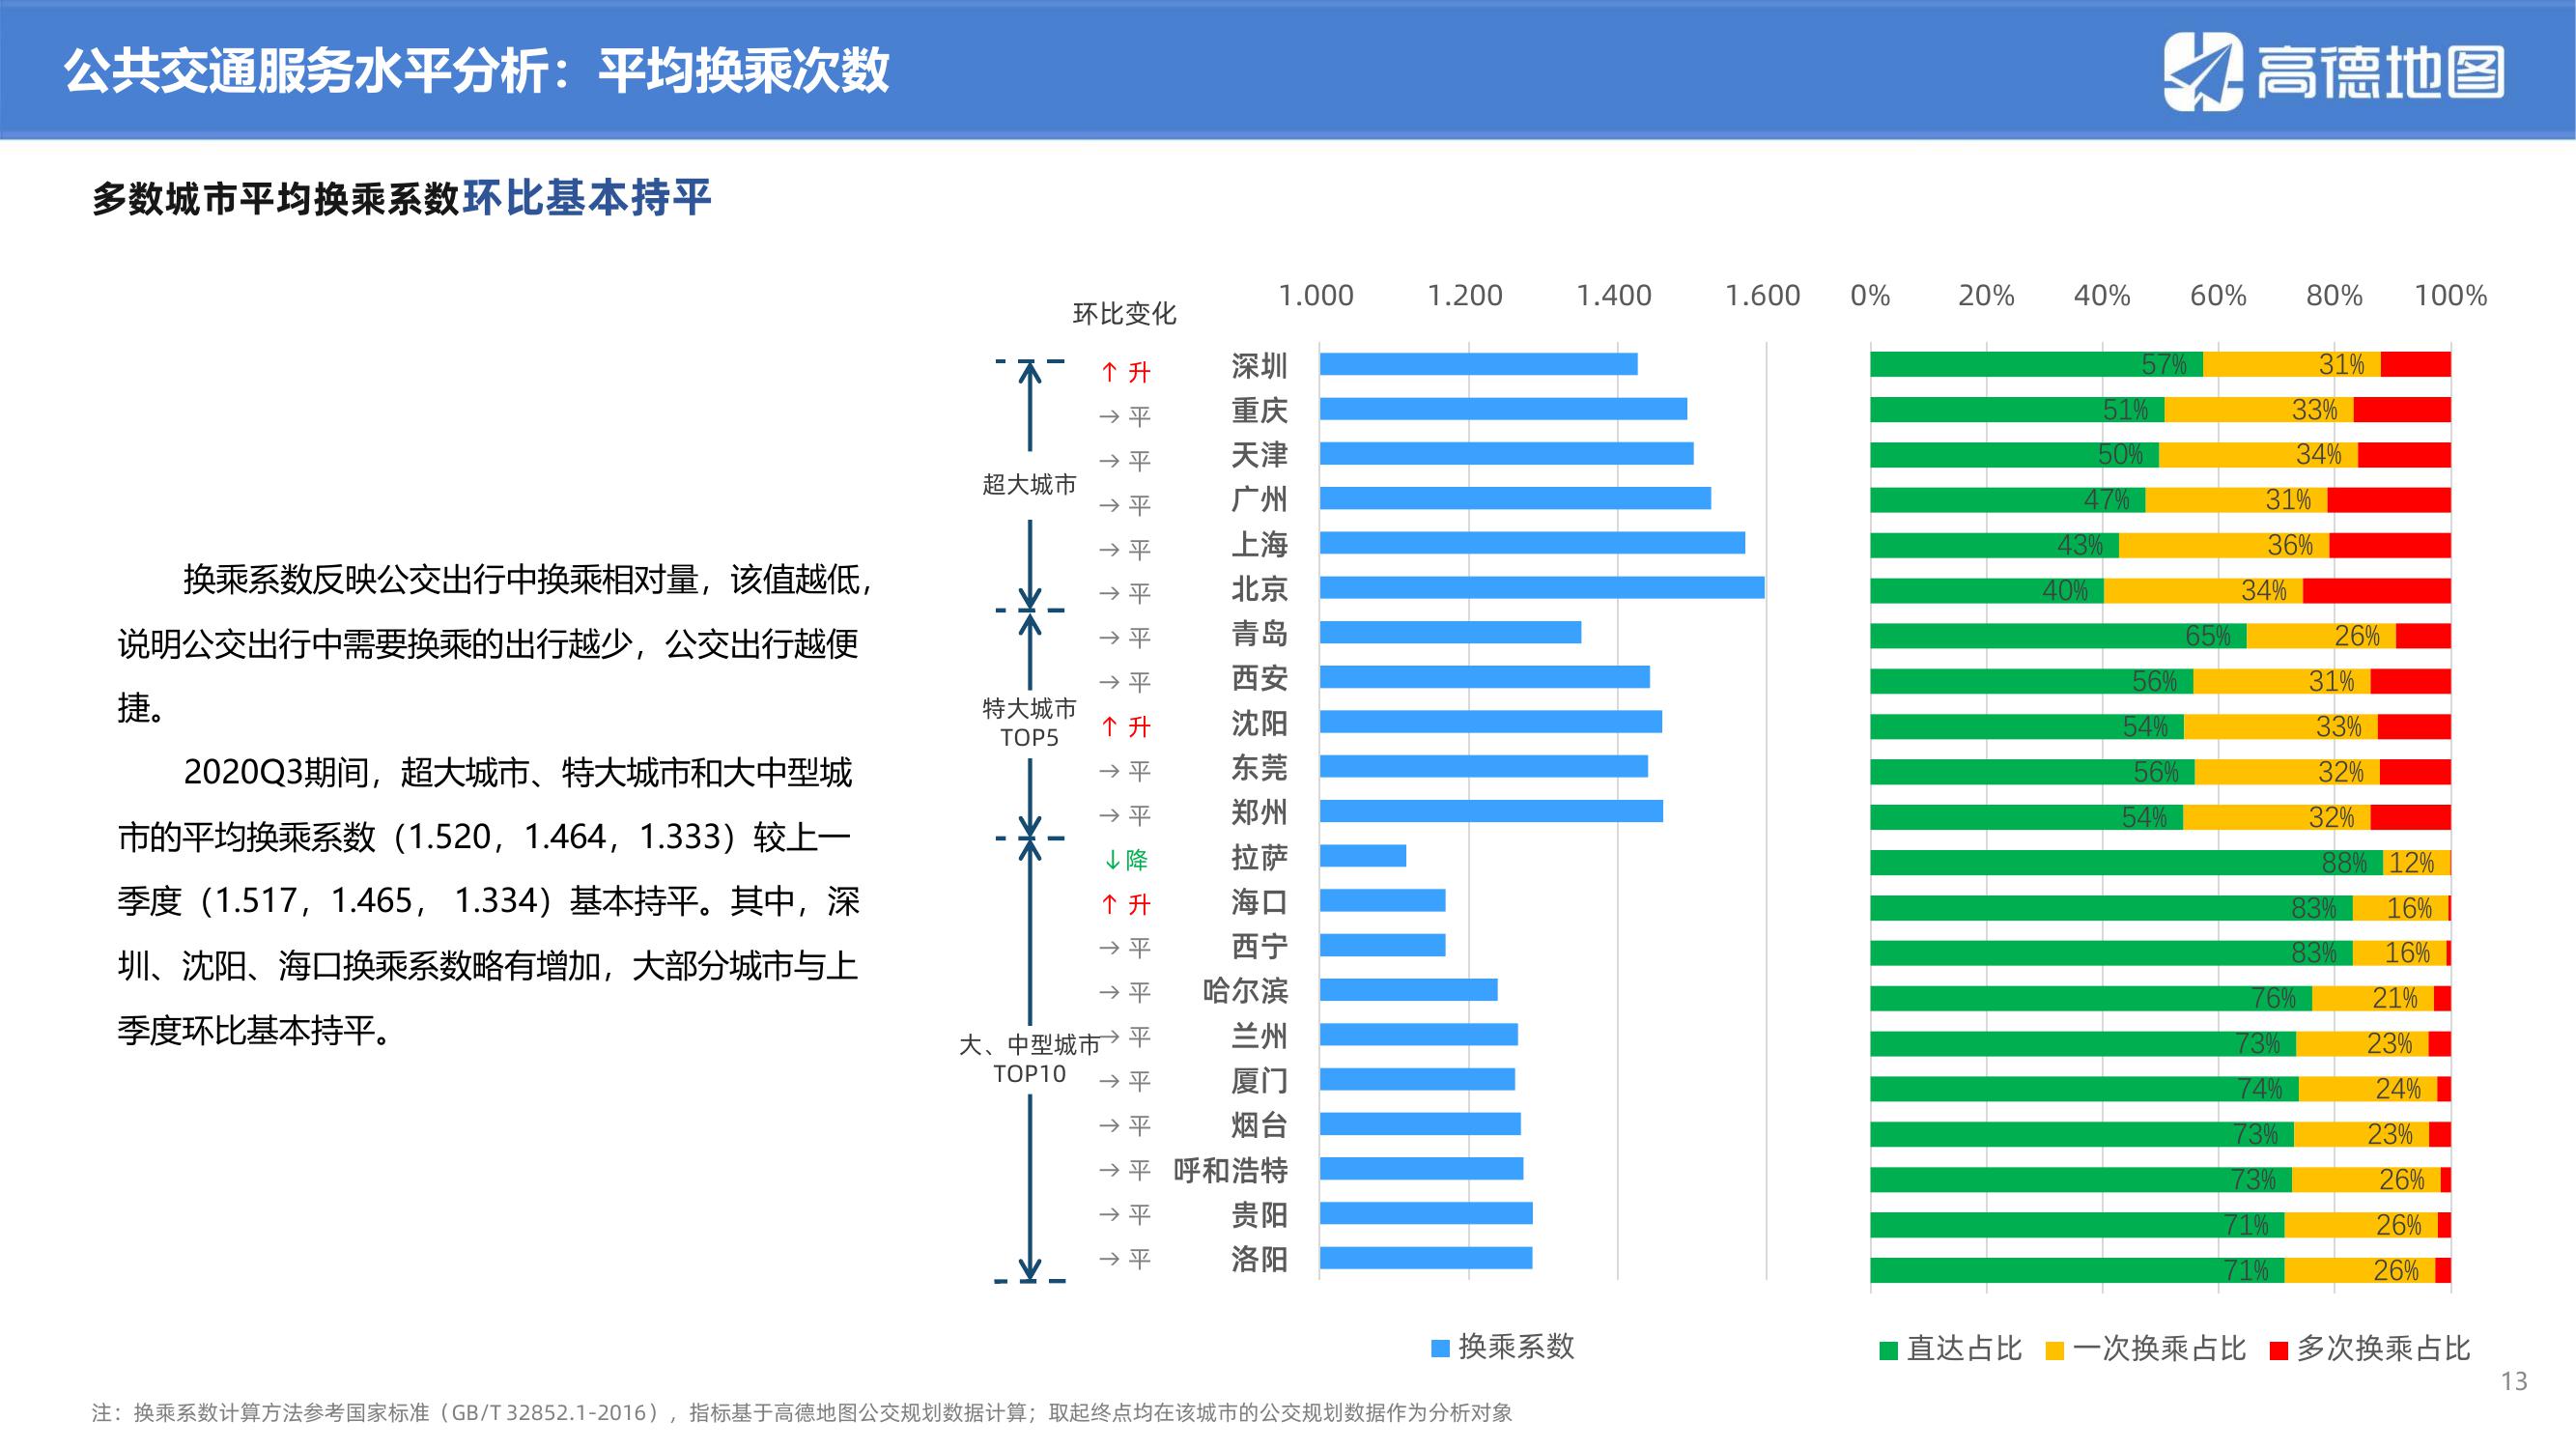 公共交通服务水平分析：平均换乘次数
高德地图
多数城市平均换乘系数环比基本持平
换乘系数反映公交出行中换乘相对量，该值越低，
说明公交出行中需要换乘的出行越少，公交出行越便
捷。
2020Q3期间，超大城市、特大城市和大中型城
市的平均换乘系数（1.520，1.464，1.333）较上一
季度（1.517，1.465， 1.334）基本持平。其中，深
圳、沈阳、海口换乘系数略有增加，大部分城市与上
季度环比基本持平。
环比变化
1.000 1.200 1.400 1.600
0% 20% 40% 60% 80% 100%
超大城市
特大城市
TOP5
大、中型城市
TOP10
↑ 升 深圳 57% 31%
→ 平 重庆 51% 33%
→ 平 天津 50% 34%
→ 平 广州 47% 31%
→ 平 上海 43% 36%
→ 平 北京 40% 34%
→ 平 青岛 65% 26%
→ 平 西安 56% 31%
↑ 升 沈阳 54% 33%
→ 平 东莞 56% 32%
→ 平 郑州 54% 32%
↓降 拉萨 88% 12%
↑ 升 海口 83% 16%
→ 平 西宁 83% 16%
→ 平 哈尔滨 76% 21%
→ 平 兰州 73% 23%
→ 平 厦门 74% 24%
→ 平 烟台 73% 23%
→ 平 呼和浩特 73% 26%
→ 平 贵阳 71% 26%
→ 平 洛阳 71% 26%
换乘系数
直达占比 一次换乘占比 多次换乘占比
13
注：换乘系数计算方法参考国家标准（GB/T 32852.1-2016），指标基于高德地图公交规划数据计算；取起终点均在该城市的公交规划数据作为分析对象